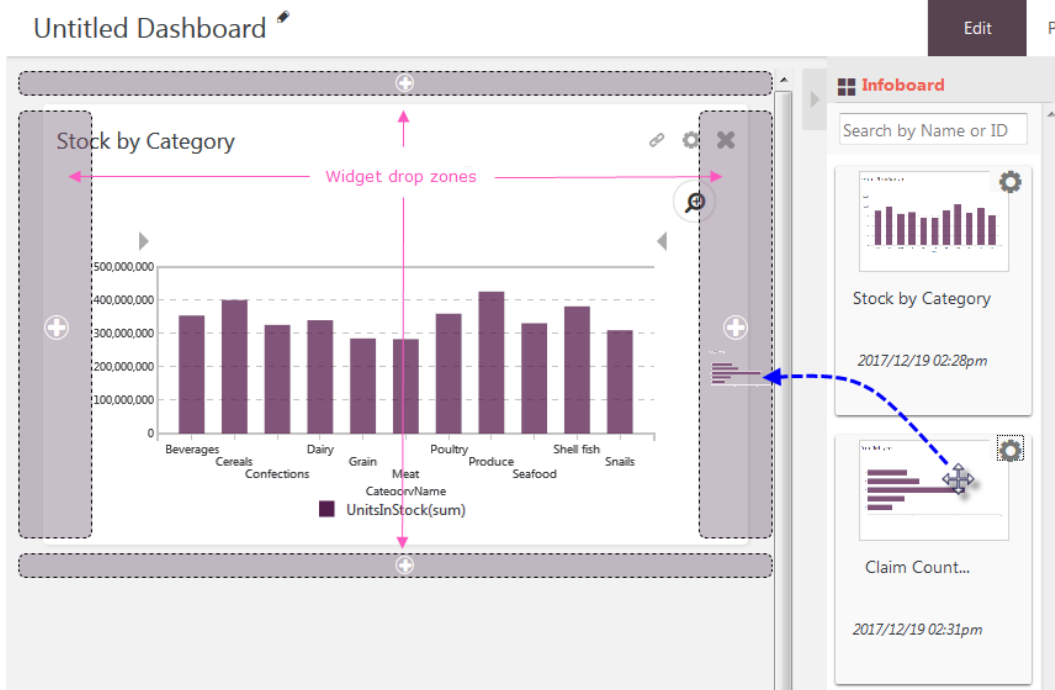 Untitled Dashboard
Edit
P
Infoboard
Search by Name or ID
Stock by Category
Widget drop zones
500,000,000
400,000,000
300,000,000
200,000,000
100,000,000
0
Beverages
Cereals
Confections
Dairy
Grain
Meat
Poultry
Produce
Seafood
Shell fish
Snails
CategoryName
UnitsInStock(sum)
Stock by Category
2017/12/19 02:28pm
Claim Count...
2017/12/19 02:31pm